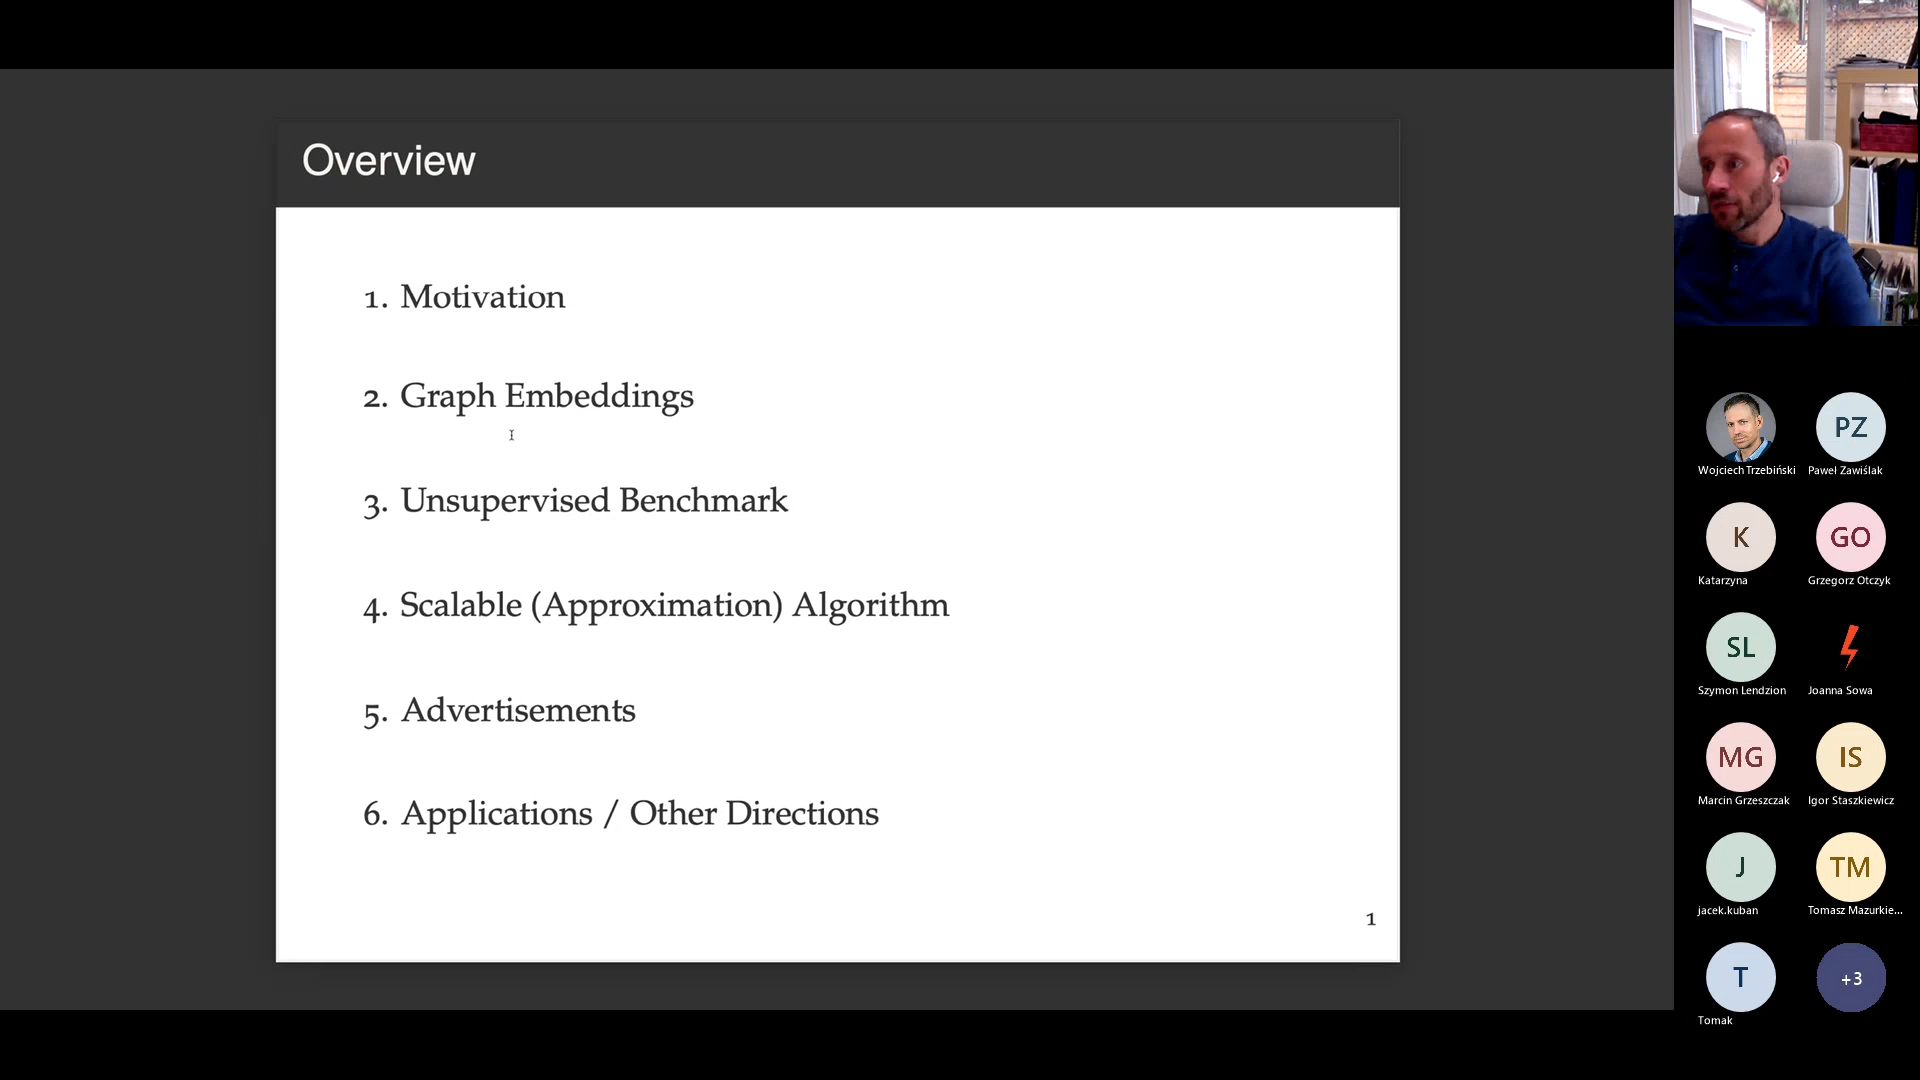 Overview
1. Motivation
2. Graph Embeddings
3. Unsupervised Benchmark
4. Scalable (Approximation) Algorithm
5. Advertisements
6. Applications / Other Directions
1
Wojciech Trzebiński
PZ
Paweł Zawiślak
K
Katarzyna
GO
Grzegorz Otczyk
SL
Szymon Lendzion
Joanna Sowa
MG
Marcin Grzeszczak
IS
Igor Staszkiewicz
J
jacek.kuban
TM
Tomasz Mazurkie...
T
Tomak
+3